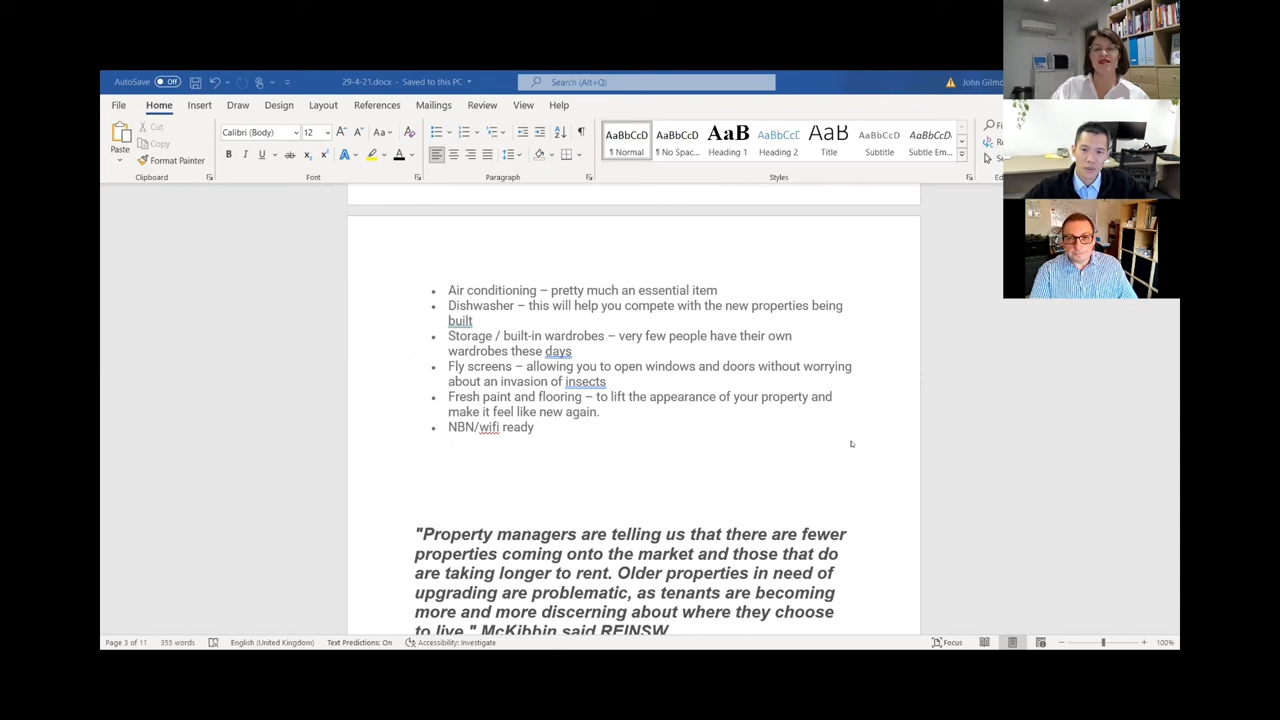 AutoSave Off 29-4-21.docx - Saved to this PC Search (Alt+Q) John Gilmo
File Home Insert Draw Design Layout References Mailings Review View Help
Paste Cut Copy Format Painter
Calibri (Body) 12
AaBbCcD AaBbCcD AaB AaBbCcD AaB AaBbCcD AaBbCcD
¶ Normal ¶ No Spac... Heading 1 Heading 2 Title Subtitle Subtle Em...
Clipboard Font Paragraph Styles
• Air conditioning – pretty much an essential item
• Dishwasher – this will help you compete with the new properties being
built
• Storage / built-in wardrobes – very few people have their own
wardrobes these days
• Fly screens – allowing you to open windows and doors without worrying
about an invasion of insects
• Fresh paint and flooring – to lift the appearance of your property and
make it feel like new again.
• NBN/wifi ready
"Property managers are telling us that there are fewer
properties coming onto the market and those that do
are taking longer to rent. Older properties in need of
upgrading are problematic, as tenants are becoming
more and more discerning about where they choose
to live," McKibbin said REINSW
Page 3 of 11 355 words English (United Kingdom) Text Predictions: On Accessibility: Investigate Focus 100%